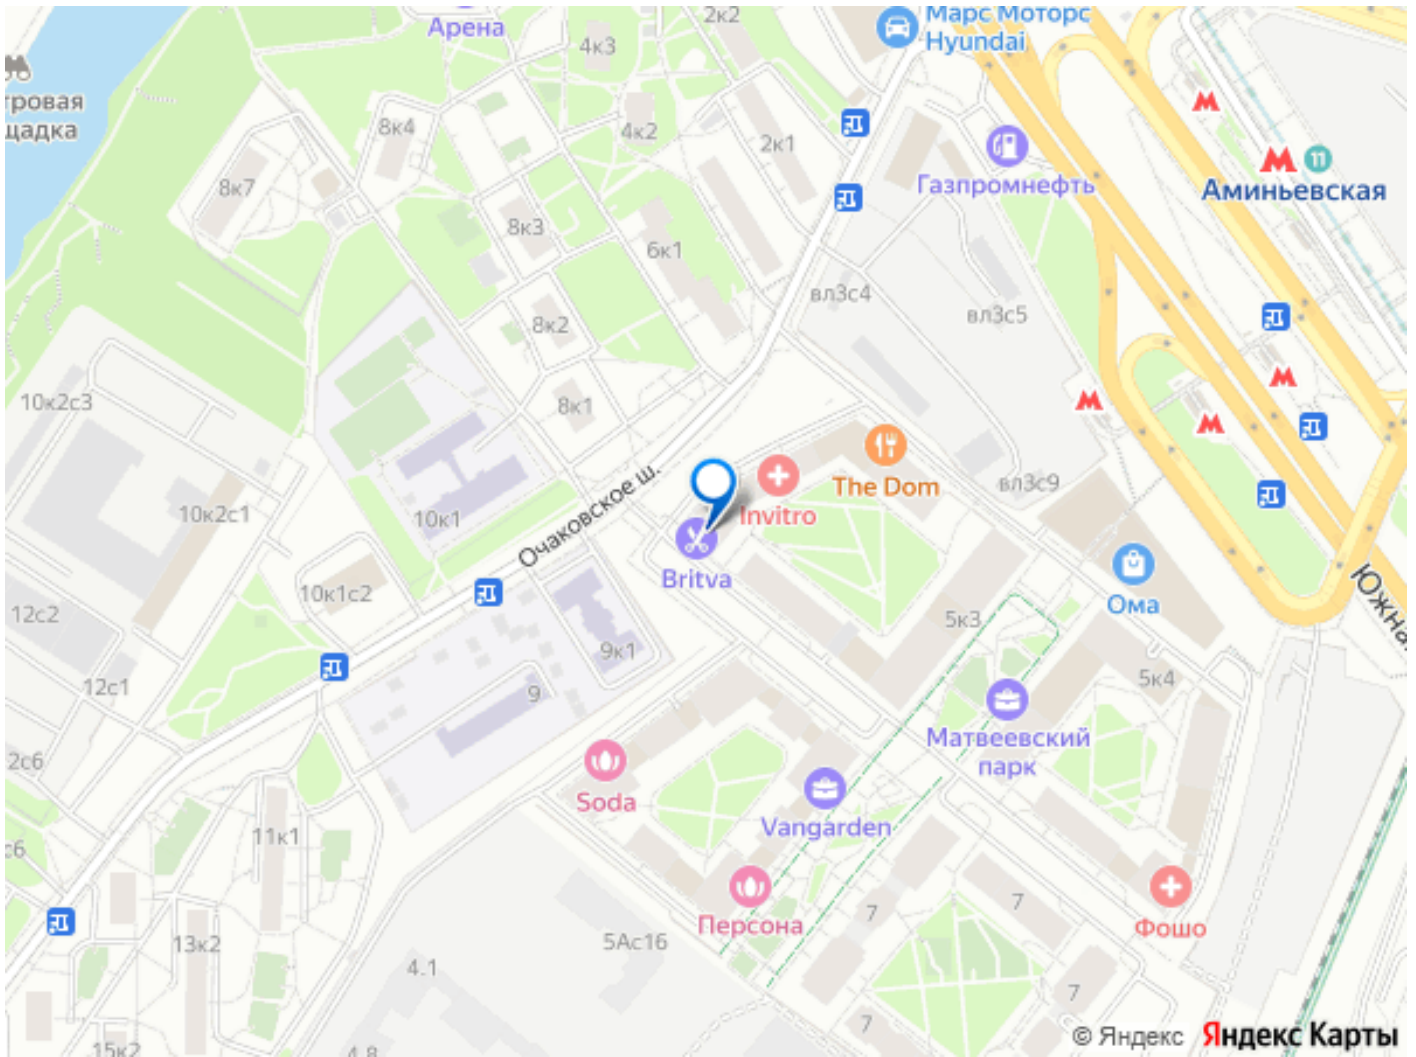 Арена
2к2
Марс Моторс
Hyundai
4к3
тровая
щадка
8к4
4к2
2к1
Газпромнефть
11
Аминьевская
8к7
8к3
6к1
вл3с4
вл3с5
8к2
10к2с3
8к1
The Dom
вл3с9
Invitro
10к2с1
10к1
Очаковское ш.
Britva
Ома
Южна
10к1с2
12с2
5к3
9к1
12с1
9
5к4
Матвеевский
парк
2с6
Soda
Vangarden
11к1
с6
Персона
7
7
Фошо
13к2
5Ас16
4.1
7
7
15к2
4.8
© Яндекс
Яндекс Карты